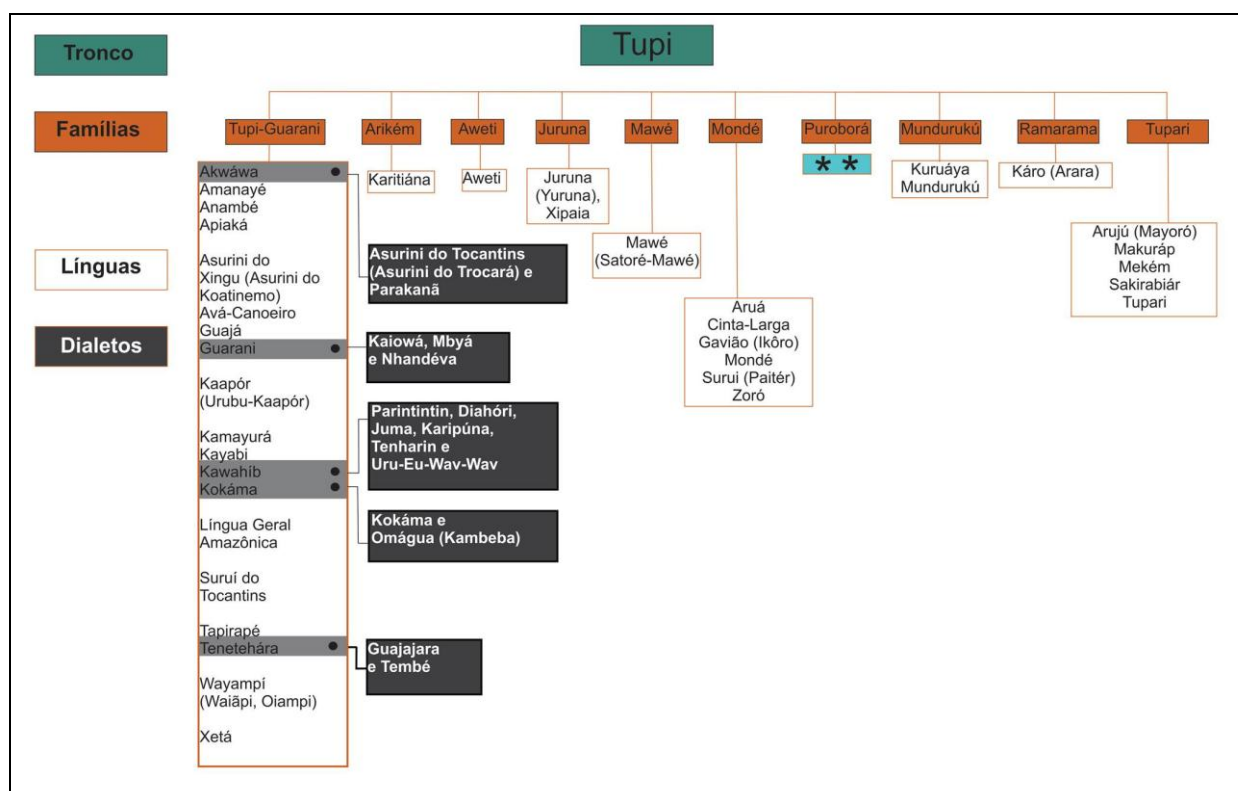 Tronco
Tupi
Famílias
Tupi-Guarani
Arikém
Aweti
Juruna
Mawé
Mondé
Puroborá
Mundurukú
Ramarama
Tupari
Línguas
Dialetos
Akwáwa
Amanayé
Anambé
Apiaká
Asurini do
Xingu (Asurini do
Koatinemo)
Avá-Canoeiro
Guajá
Guarani
Kaapór
(Urubu-Kaapór)
Kamayurá
Kayabi
Kawahíb
Kokáma
Língua Geral
Amazônica
Suruí do
Tocantins
Tapirapé
Tenetehára
Wayampí
(Waiãpi, Oiampi)
Xetá
Asurini do Tocantins
(Asurini do Trocará) e
Parakanã
Kaiowá, Mbyá
e Nhandéva
Parintintin, Diahóri,
Juma, Karipúna,
Tenharin e
Uru-Eu-Wav-Wav
Kokáma e
Omágua (Kambeba)
Guajajara
e Tembé
Karitiána
Aweti
Juruna
(Yuruna),
Xipaia
Mawé
(Satoré-Mawé)
Aruá
Cinta-Larga
Gavião (Ikôro)
Mondé
Surui (Paitér)
Zoró
* *
Kuruáya
Mundurukú
Káro (Arara)
Arujú (Mayoró)
Makuráp
Mekém
Sakirabiár
Tupari